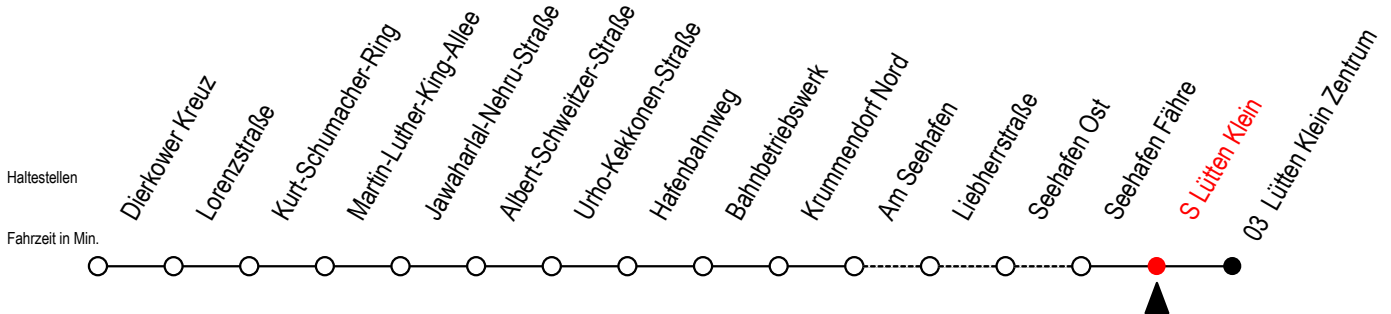 Haltestellen
Fahrzeit in Min.
Dierkower Kreuz
Lorenzstraße
Kurt-Schumacher-Ring
Martin-Luther-King-Allee
Jawaharlal-Nehru-Straße
Albert-Schweitzer-Straße
Urho-Kekkonen-Straße
Hafenbahnweg
Bahnbetriebswerk
Krummendorf Nord
Am Seehafen
Liebherrstraße
Seehafen Ost
Seehafen Fähre
S Lütten Klein
03 Lütten Klein Zentrum